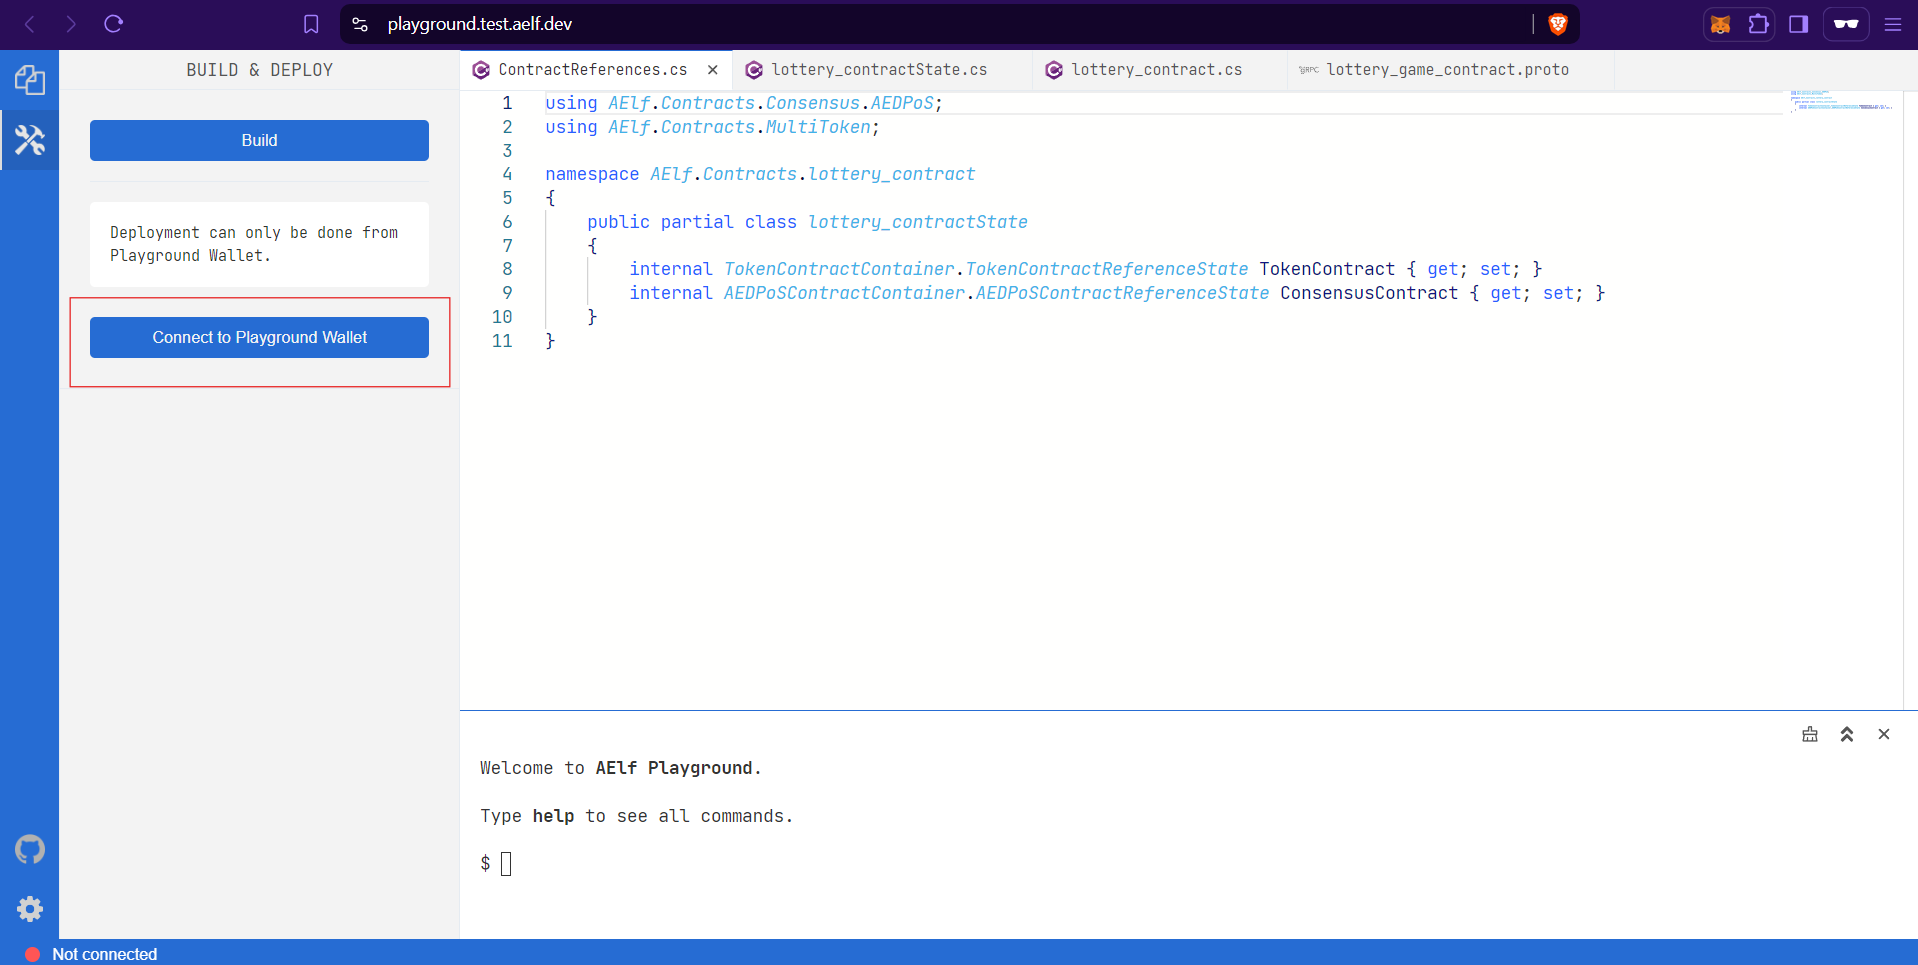 playground.test.aelf.dev
BUILD & DEPLOY
Build
Deployment can only be done from
Playground Wallet.
Connect to Playground Wallet
ContractReferences.cs
lottery_contractState.cs
lottery_contract.cs
gRPC lottery_game_contract.proto
1 using AElf.Contracts.Consensus.AEDPoS;
2 using AElf.Contracts.MultiToken;
3
4 namespace AElf.Contracts.lottery_contract
5 {
6 public partial class lottery_contractState
7 {
8 internal TokenContractContainer.TokenContractReferenceState TokenContract { get; set; }
9 internal AEDPoSContractContainer.AEDPoSContractReferenceState ConsensusContract { get; set; }
10 }
11 }
Welcome to AElf Playground.
Type help to see all commands.
$
Not connected